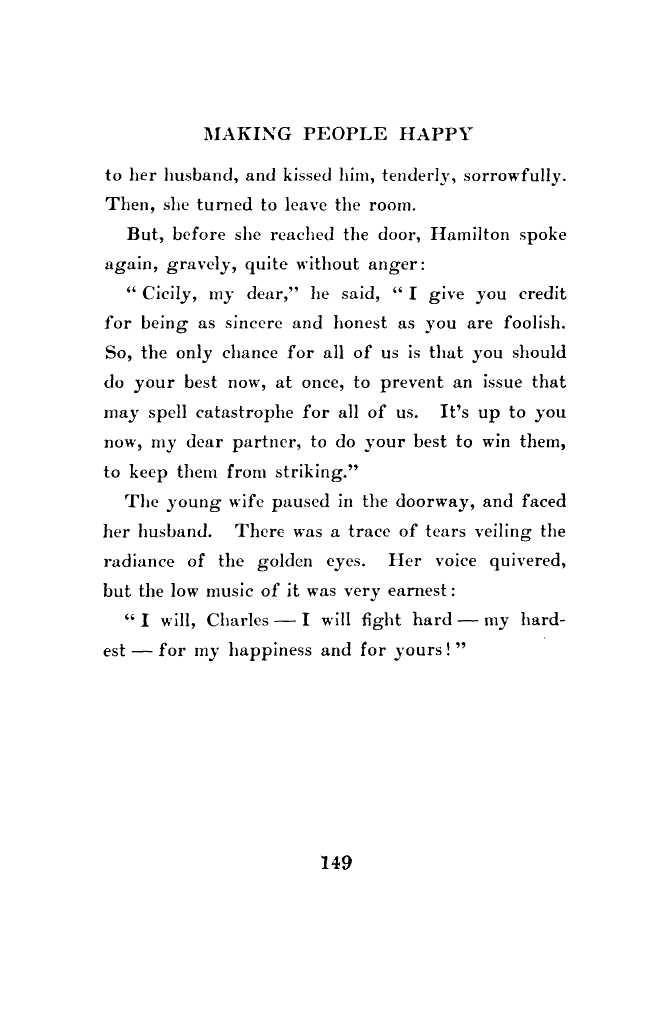 MAKING PEOPLE HAPPY
to her husband, and kissed him, tenderly, sorrowfully.
Then, she turned to leave the room.
But, before she reached the door, Hamilton spoke
again, gravely, quite without anger:
“ Cicily, my dear,” he said, “ I give you credit
for being as sincere and honest as you are foolish.
So, the only chance for all of us is that you should
do your best now, at once, to prevent an issue that
may spell catastrophe for all of us. It’s up to you
now, my dear partner, to do your best to win them,
to keep them from striking.”
The young wife paused in the doorway, and faced
her husband. There was a trace of tears veiling the
radiance of the golden eyes. Her voice quivered,
but the low music of it was very earnest:
“ I will, Charles — I will fight hard — my hard-
est — for my happiness and for yours! ”
149